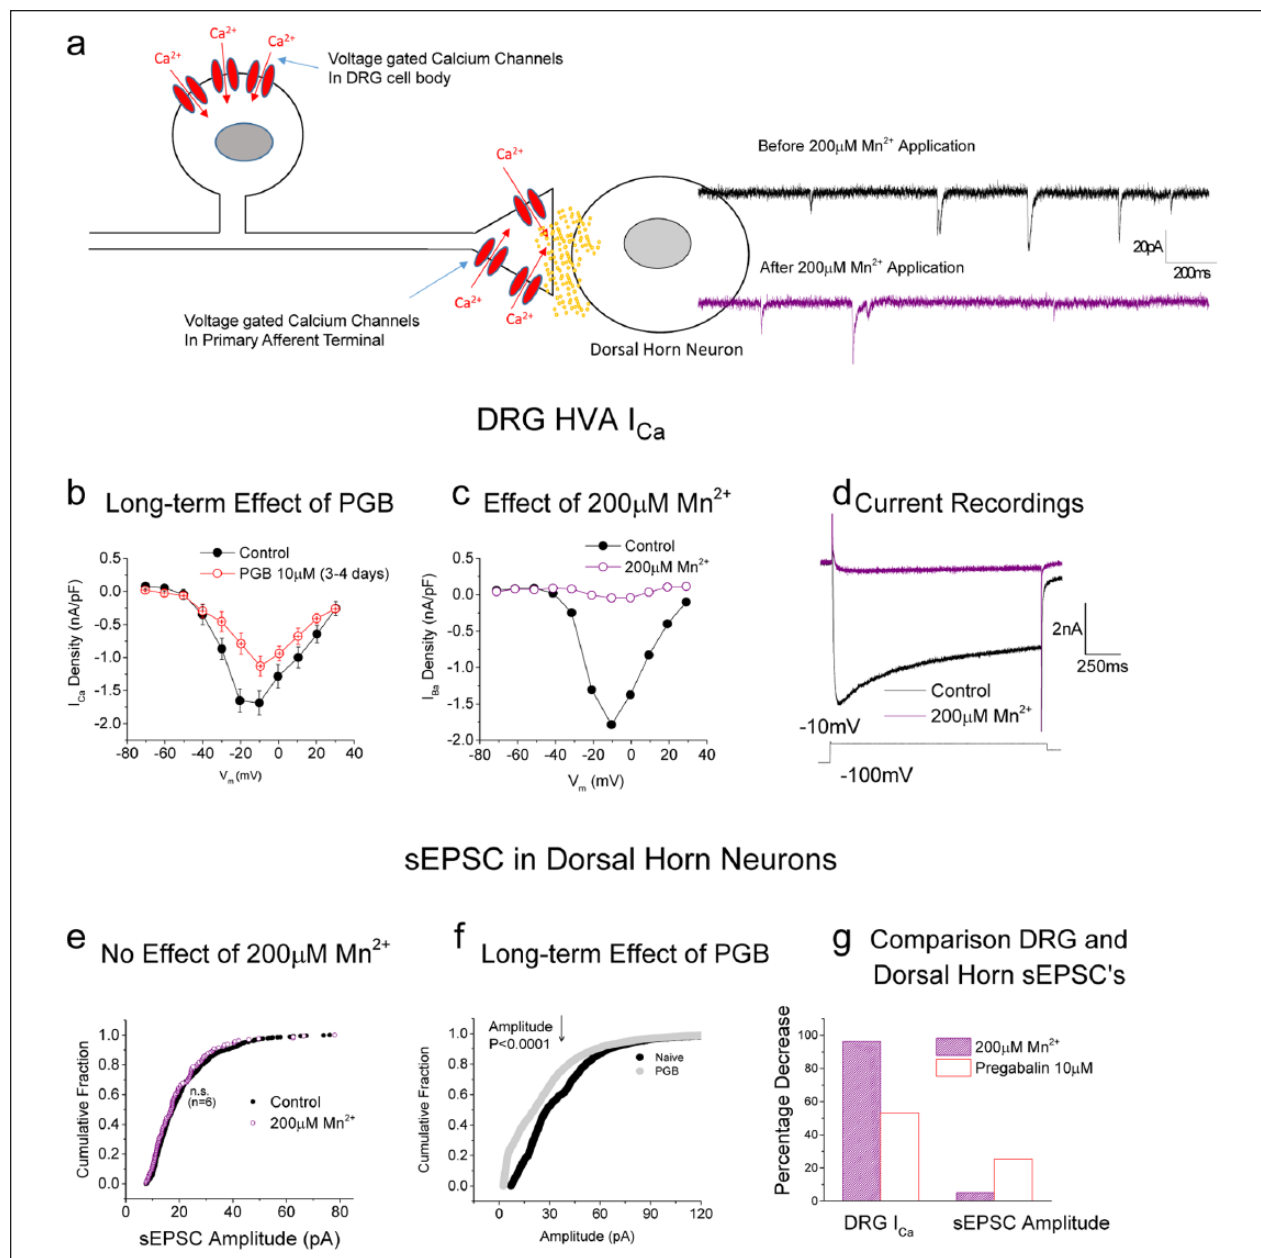 a
Ca2+
Ca2+
Ca2+
Voltage gated Calcium Channels
In DRG cell body
Ca2+
Before 200μM Mn2+ Application
20pA
200ms
After 200μM Mn2+ Application
Ca2+
Ca2+
Voltage gated Calcium Channels
In Primary Afferent Terminal
Dorsal Horn Neuron
DRG HVA ICa
b Long-term Effect of PGB
Control
PGB 10μM (3-4 days)
0.5
0.0
-0.5
-1.0
-1.5
-2.0
ICa Density (nA/pF)
-80 -60 -40 -20 0 20 40
Vm (mV)
c Effect of 200μM Mn2+
Control
200μM Mn2+
0.5
0.0
-0.5
-1.0
-1.5
-2.0
IBa Density (nA/pF)
-80 -60 -40 -20 0 20 40
Vm (mV)
d Current Recordings
2nA
250ms
Control
200μM Mn2+
-10mV
-100mV
sEPSC in Dorsal Horn Neurons
e No Effect of 200μM Mn2+
1.0
0.8
0.6
0.4
0.2
0.0
Cumulative Fraction
n.s.
(n=6)
Control
200μM Mn2+
0 20 40 60 80
sEPSC Amplitude (pA)
f Long-term Effect of PGB
Amplitude
P<0.0001
Naive
PGB
1.0
0.8
0.6
0.4
0.2
0.0
Cumulative Fraction
0 30 60 90 120
Amplitude (pA)
g Comparison DRG and
Dorsal Horn sEPSC's
200μM Mn2+
Pregabalin 10μM
100
80
60
40
20
0
Percentage Decrease
DRG ICa
sEPSC Amplitude